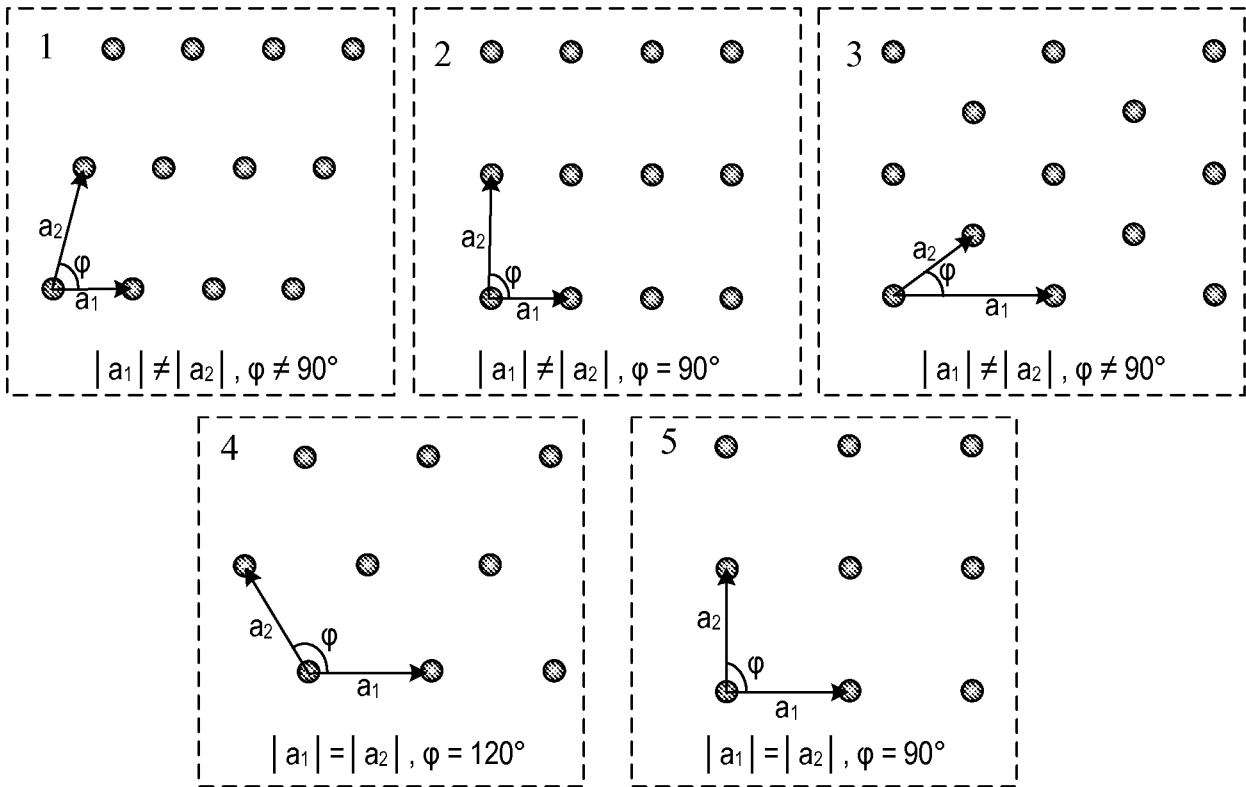 1
a₂
φ
a₁
|a₁| ≠ |a₂| , φ ≠ 90°
2
a₂
φ
a₁
|a₁| ≠ |a₂| , φ = 90°
3
a₂
φ
a₁
|a₁| ≠ |a₂| , φ ≠ 90°
4
a₂
φ
a₁
|a₁| = |a₂| , φ = 120°
5
a₂
φ
a₁
|a₁| = |a₂| , φ = 90°